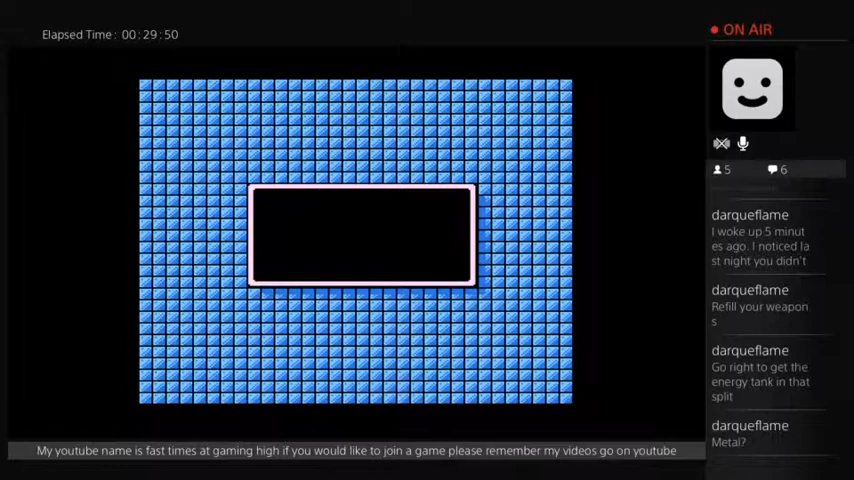 Elapsed Time: 00:29:50
ON AIR
5
6
darqueflame
I woke up 5 minut
es ago. I noticed la
st night you didn't
darqueflame
Refill your weapon
s
darqueflame
Go right to get the
energy tank in that
split
darqueflame
Metal?
My youtube name is fast times at gaming high if you would like to join a game please remember my videos go on youtube